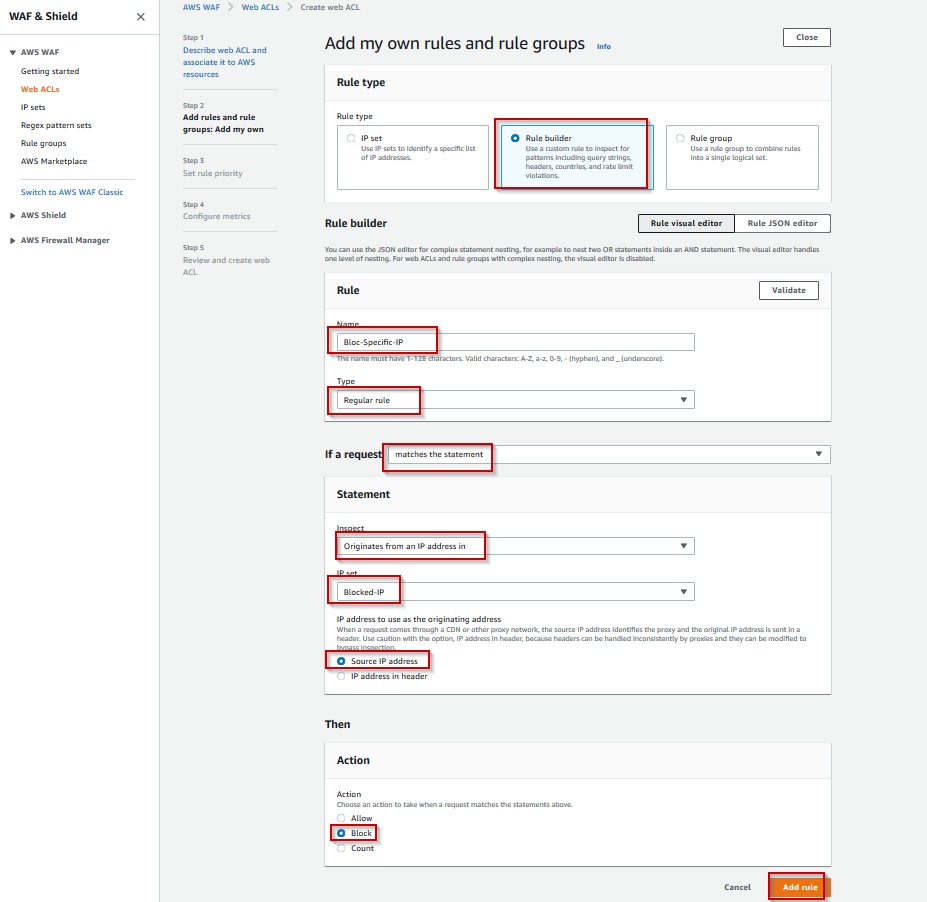 WAF & Shield
AWS WAF
Getting started
Web ACLs
IP sets
Regex pattern sets
Rule groups
AWS Marketplace
Switch to AWS WAF Classic
AWS Shield
AWS Firewall Manager
AWS WAF > Web ACLs > Create web ACL
Step 1
Describe web ACL and
associate it to AWS
resources
Step 2
Add rules and rule
groups: Add my own
Step 3
Set rule priority
Step 4
Configure metrics
Step 5
Review and create web
ACL
Add my own rules and rule groups Info
Close
Rule type
Rule type
IP set
Use IP sets to identify a specific list
of IP addresses.
Rule builder
Use a custom rule to inspect for
patterns including query strings,
headers, countries, and rate limit
violations.
Rule group
Use a rule group to combine rules
into a single logical set.
Rule builder
Rule visual editor
Rule JSON editor
You can use the JSON editor for complex statement nesting, for example to nest two OR statements inside an AND statement. The visual editor handles
one level of nesting. For web ACLs and rule groups with complex nesting, the visual editor is disabled.
Rule
Validate
Name
Bloc-Specific-IP
The name must have 1-128 characters. Valid characters: A-Z, a-z, 0-9, - (hyphen), and _ (underscore).
Type
Regular rule
If a request matches the statement
Statement
Inspect
Originates from an IP address in
IP set
Blocked-IP
IP address to use as the originating address
When a request comes through a CDN or other proxy network, the source IP address identifies the proxy and the original IP address is sent in a
header. Use caution with the option, IP address in header, because headers can be handled inconsistently by proxies and they can be modified to
bypass inspection.
Source IP address
IP address in header
Then
Action
Action
Choose an action to take when a request matches the statements above.
Allow
Block
Count
Cancel
Add rule